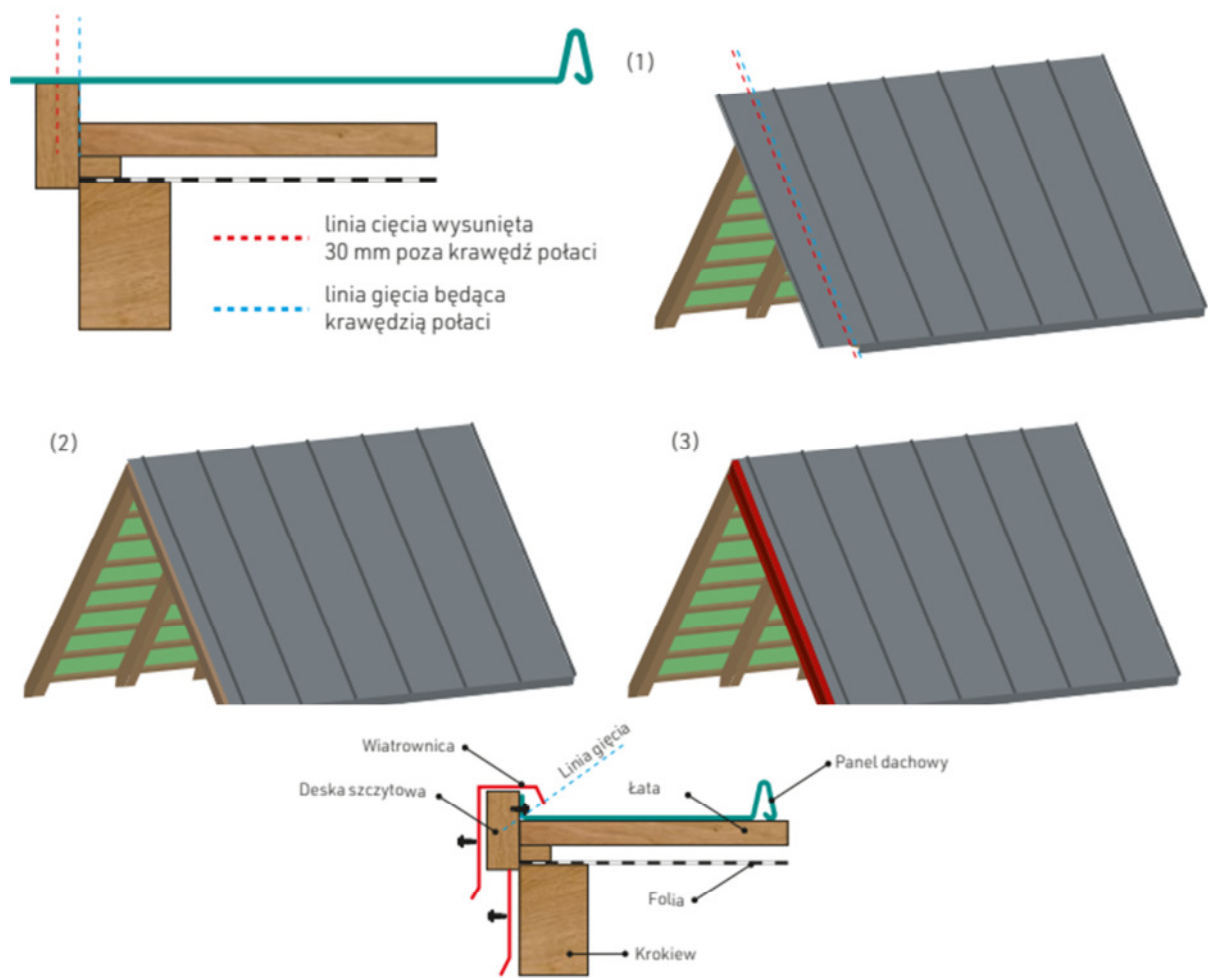 (1)
linia cięcia wysunięta
30 mm poza krawędź połaci
linia gięcia będąca
krawędzią połaci
(2)
(3)
Wiatrownica
Linia gięcia
Panel dachowy
Deska szczytowa
Łata
Folia
Krokiew